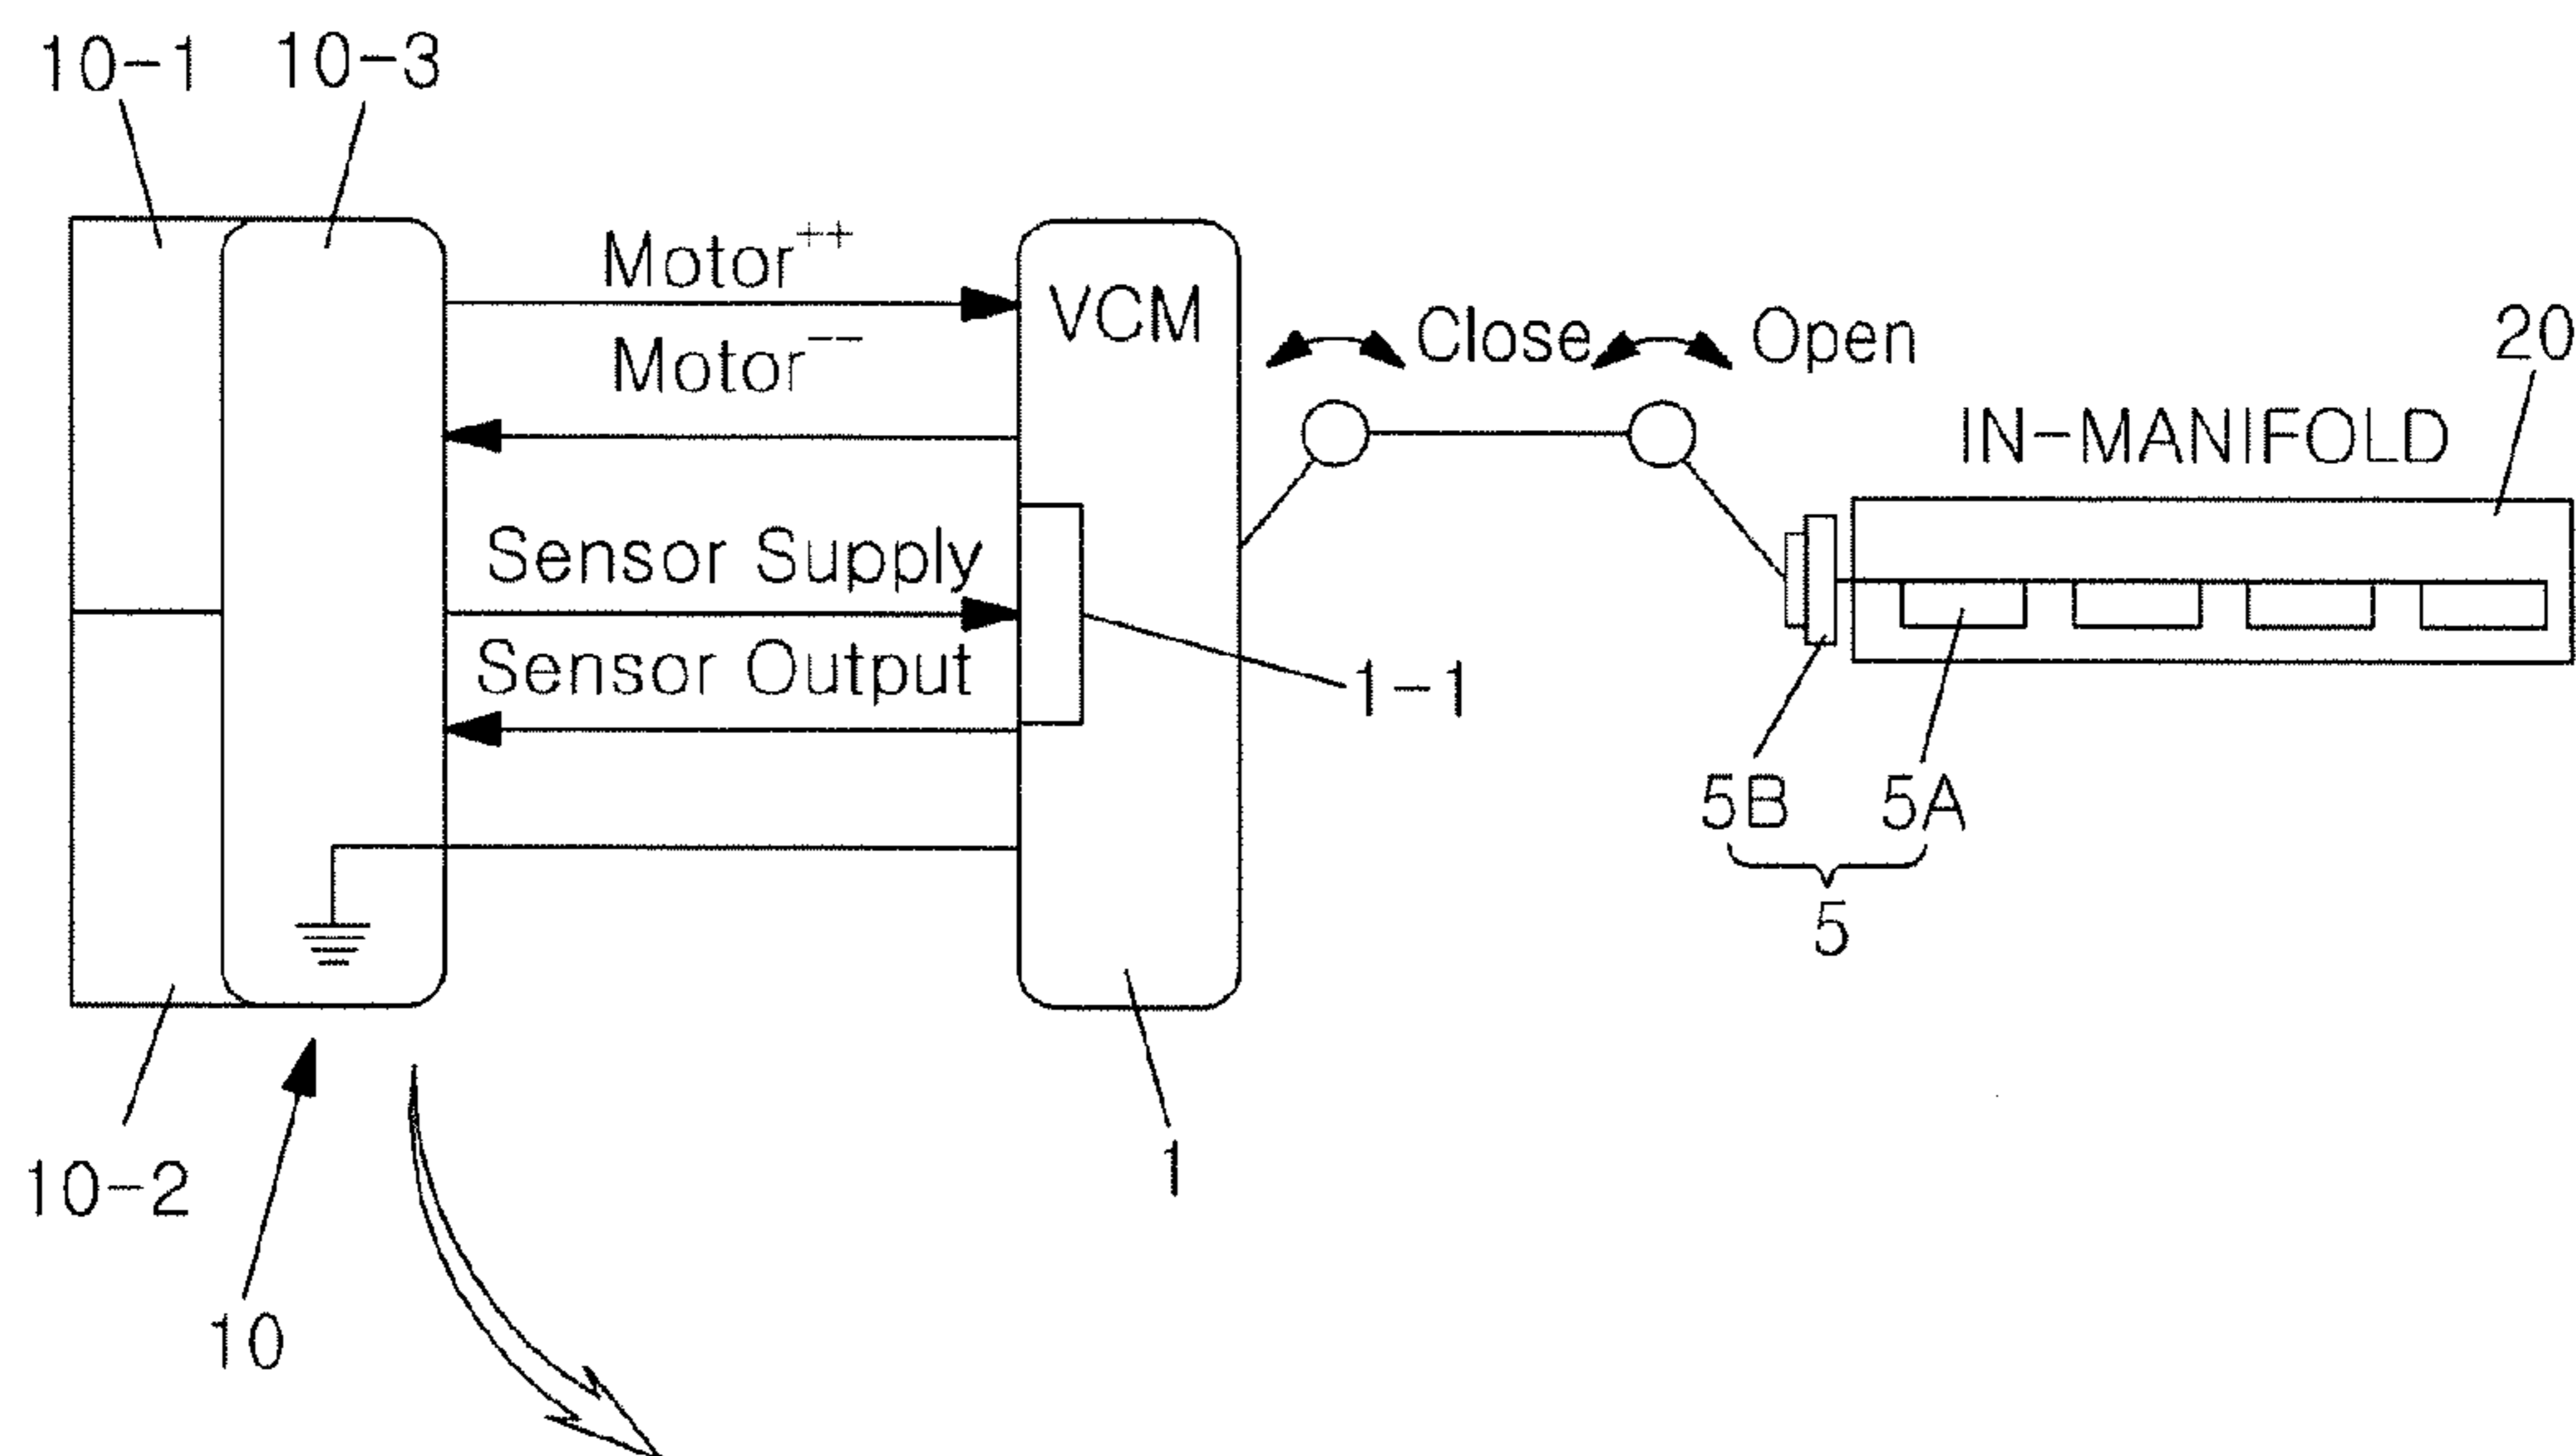 10-1 10-3
Motor++
Motor--
Sensor Supply
Sensor Output
VCM
Close Open
20
IN-MANIFOLD
1-1
5B 5A
5
10-2
10
1